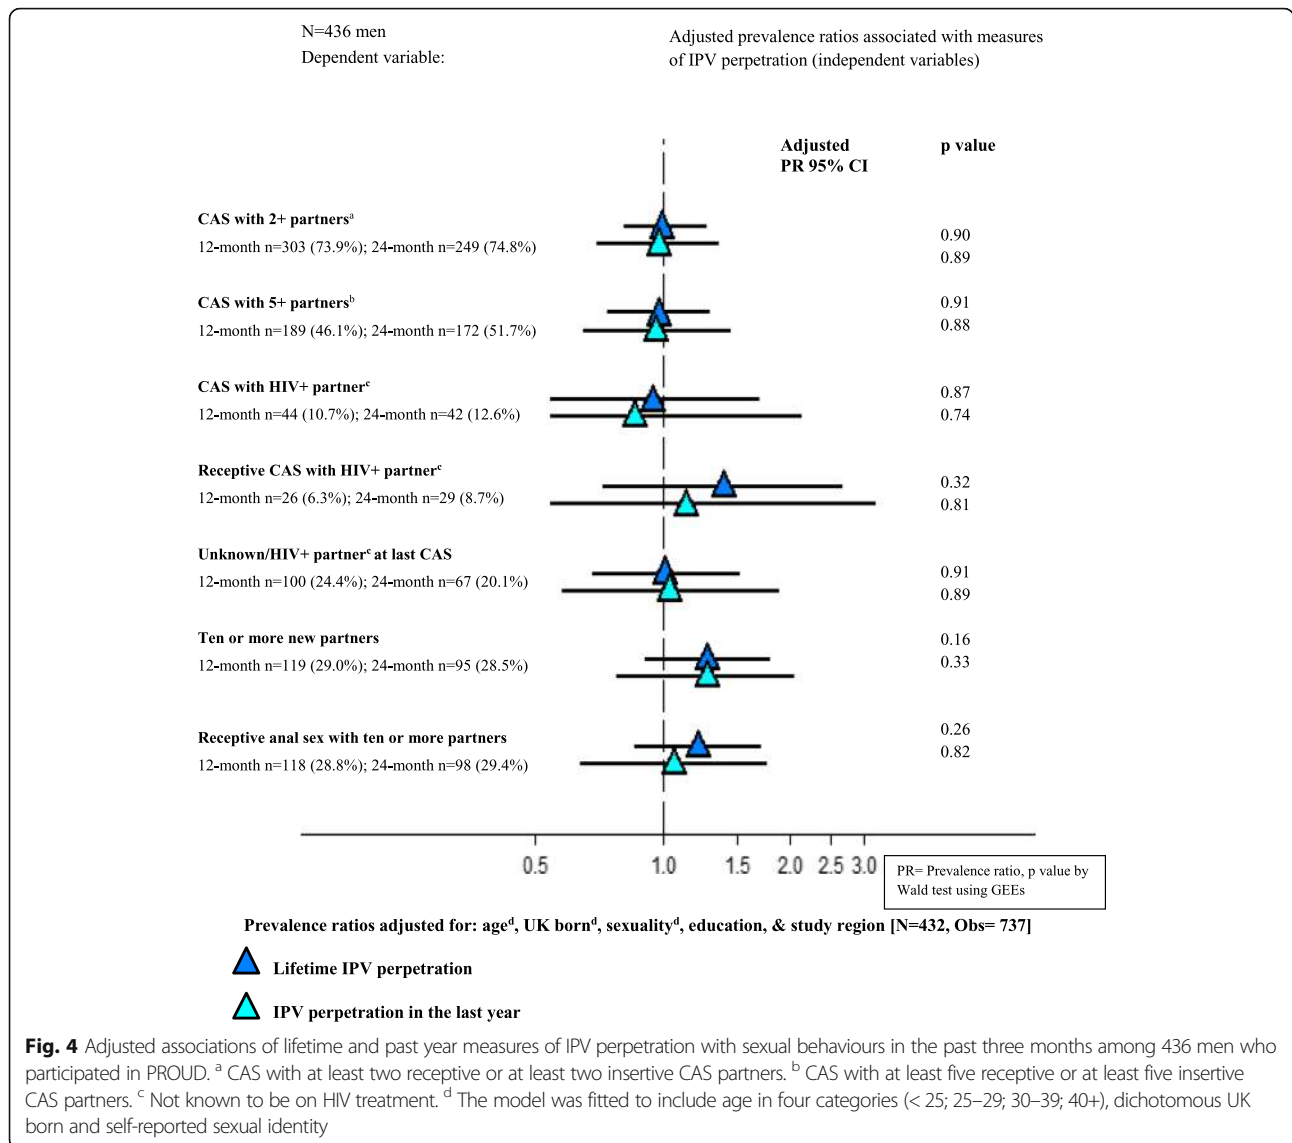 N=436 men
Dependent variable:
Adjusted prevalence ratios associated with measures
of IPV perpetration (independent variables)
Adjusted
PR 95% CI
p value
CAS with 2+ partnersᵃ
12-month n=303 (73.9%); 24-month n=249 (74.8%)
0.90
0.89
CAS with 5+ partnersᵇ
12-month n=189 (46.1%); 24-month n=172 (51.7%)
0.91
0.88
CAS with HIV+ partnerᶜ
12-month n=44 (10.7%); 24-month n=42 (12.6%)
0.87
0.74
Receptive CAS with HIV+ partnerᶜ
12-month n=26 (6.3%); 24-month n=29 (8.7%)
0.32
0.81
Unknown/HIV+ partnerᶜ at last CAS
12-month n=100 (24.4%); 24-month n=67 (20.1%)
0.91
0.89
Ten or more new partners
12-month n=119 (29.0%); 24-month n=95 (28.5%)
0.16
0.33
Receptive anal sex with ten or more partners
12-month n=118 (28.8%); 24-month n=98 (29.4%)
0.26
0.82
0.5 1.0 1.5 2.0 2.5 3.0
PR= Prevalence ratio, p value by
Wald test using GEEs
Prevalence ratios adjusted for: ageᵈ, UK bornᵈ, sexualityᵈ, education, & study region [N=432, Obs= 737]
Lifetime IPV perpetration
IPV perpetration in the last year
Fig. 4 Adjusted associations of lifetime and past year measures of IPV perpetration with sexual behaviours in the past three months among 436 men who
participated in PROUD. ᵃ CAS with at least two receptive or at least two insertive CAS partners. ᵇ CAS with at least five receptive or at least five insertive
CAS partners. ᶜ Not known to be on HIV treatment. ᵈ The model was fitted to include age in four categories (< 25; 25–29; 30–39; 40+), dichotomous UK
born and self-reported sexual identity